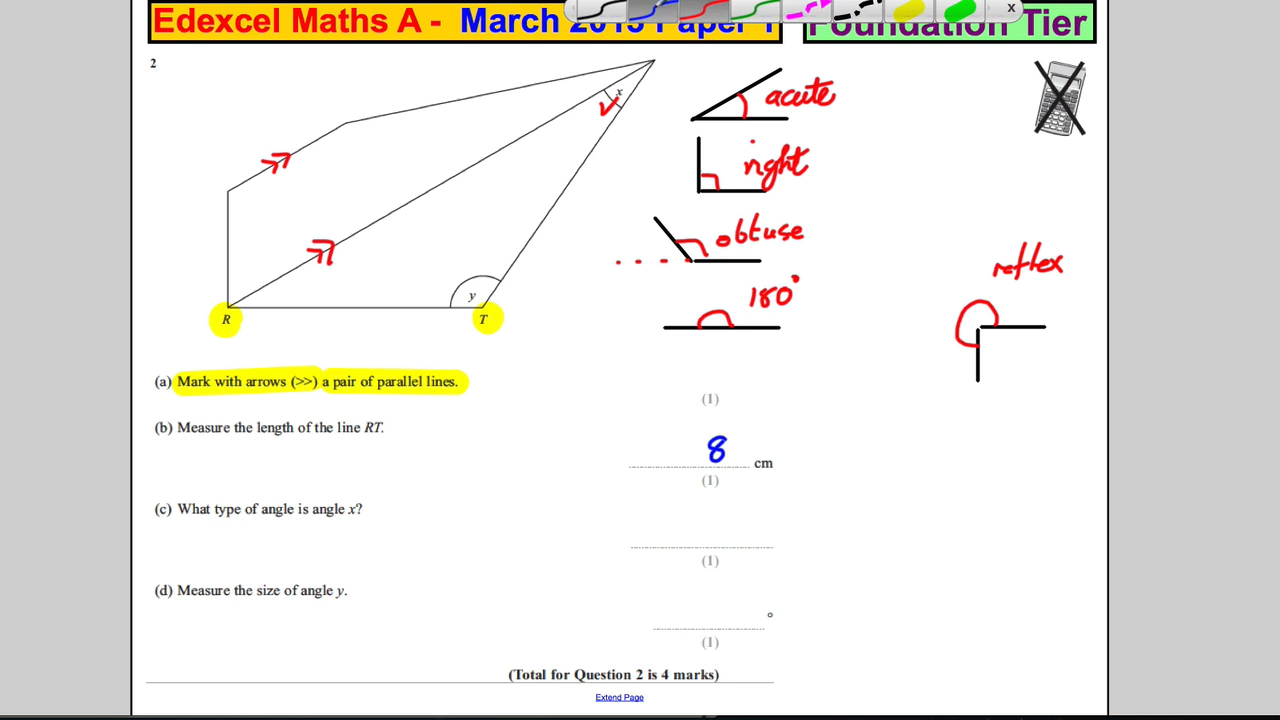 Edexcel Maths A - March 2013 Paper 1
Foundation Tier
x
2
x
acute
right
obtuse
reflex
180°
y
R
T
(a) Mark with arrows (>>) a pair of parallel lines.
(1)
(b) Measure the length of the line RT.
8 cm
(1)
(c) What type of angle is angle x?
(1)
(d) Measure the size of angle y.
°
(1)
(Total for Question 2 is 4 marks)
Extend Page